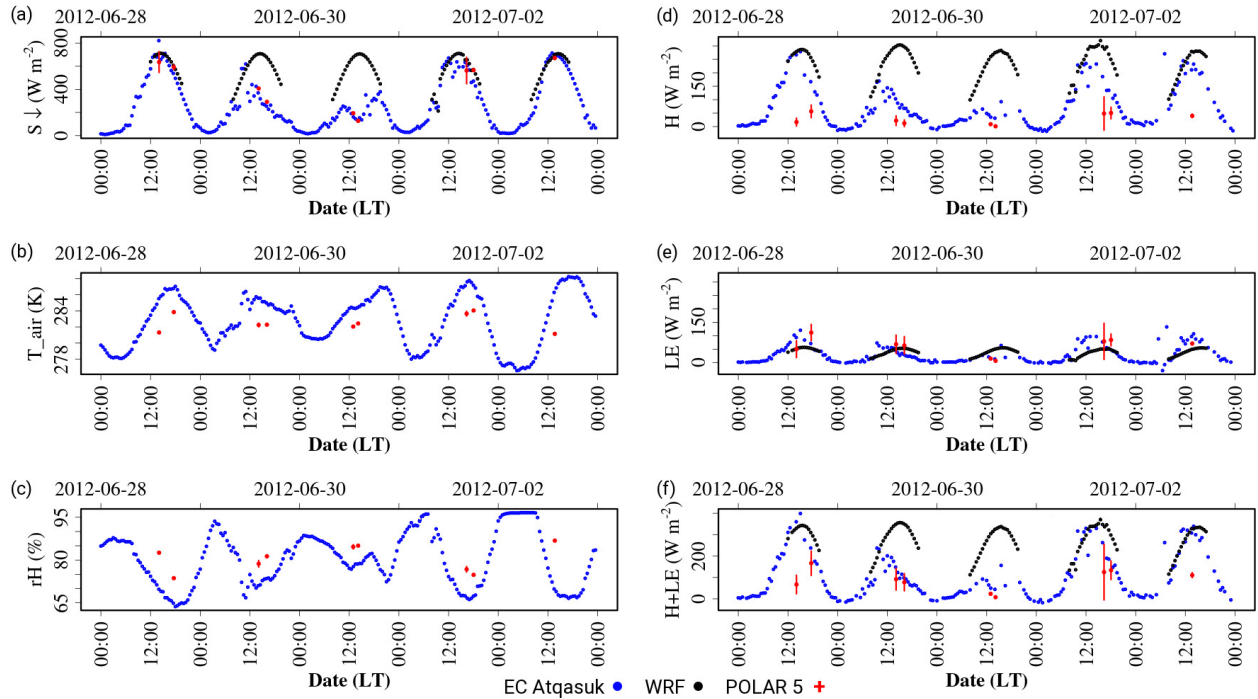 (a)
2012-06-28 2012-06-30 2012-07-02
S ↓ (W m⁻²)
800
400
0
00:00 12:00 00:00 12:00 00:00 12:00 00:00 12:00 00:00 12:00 00:00
Date (LT)
(b)
2012-06-28 2012-06-30 2012-07-02
T_air (K)
284
278
00:00 12:00 00:00 12:00 00:00 12:00 00:00 12:00 00:00 12:00 00:00
Date (LT)
(c)
2012-06-28 2012-06-30 2012-07-02
rH (%)
95
80
65
00:00 12:00 00:00 12:00 00:00 12:00 00:00 12:00 00:00 12:00 00:00
Date (LT)
(d)
2012-06-28 2012-06-30 2012-07-02
H (W m⁻²)
150
0
00:00 12:00 00:00 12:00 00:00 12:00 00:00 12:00 00:00 12:00 00:00
Date (LT)
(e)
2012-06-28 2012-06-30 2012-07-02
LE (W m⁻²)
150
0
00:00 12:00 00:00 12:00 00:00 12:00 00:00 12:00 00:00 12:00 00:00
Date (LT)
(f)
2012-06-28 2012-06-30 2012-07-02
H+LE (W m⁻²)
200
0
00:00 12:00 00:00 12:00 00:00 12:00 00:00 12:00 00:00 12:00 00:00
Date (LT)
EC Atqasuk WRF POLAR 5